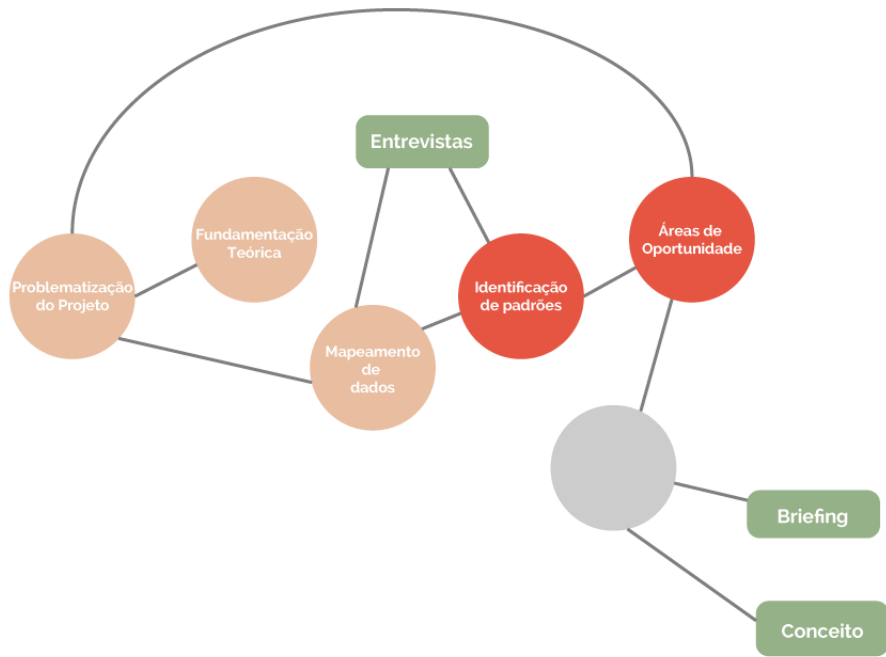 Entrevistas
Fundamentação
Teórica
Áreas de
Oportunidade
Problematização
do Projeto
Identificação
de padrões
Mapeamento
de
dados
Briefing
Conceito